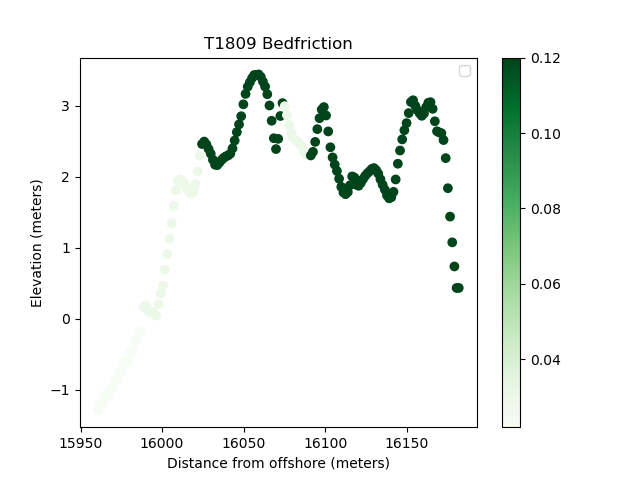 T1809 Bedfriction
Elevation (meters)
3
2
1
0
−1
15950 16000 16050 16100 16150
Distance from offshore (meters)
0.12
0.10
0.08
0.06
0.04